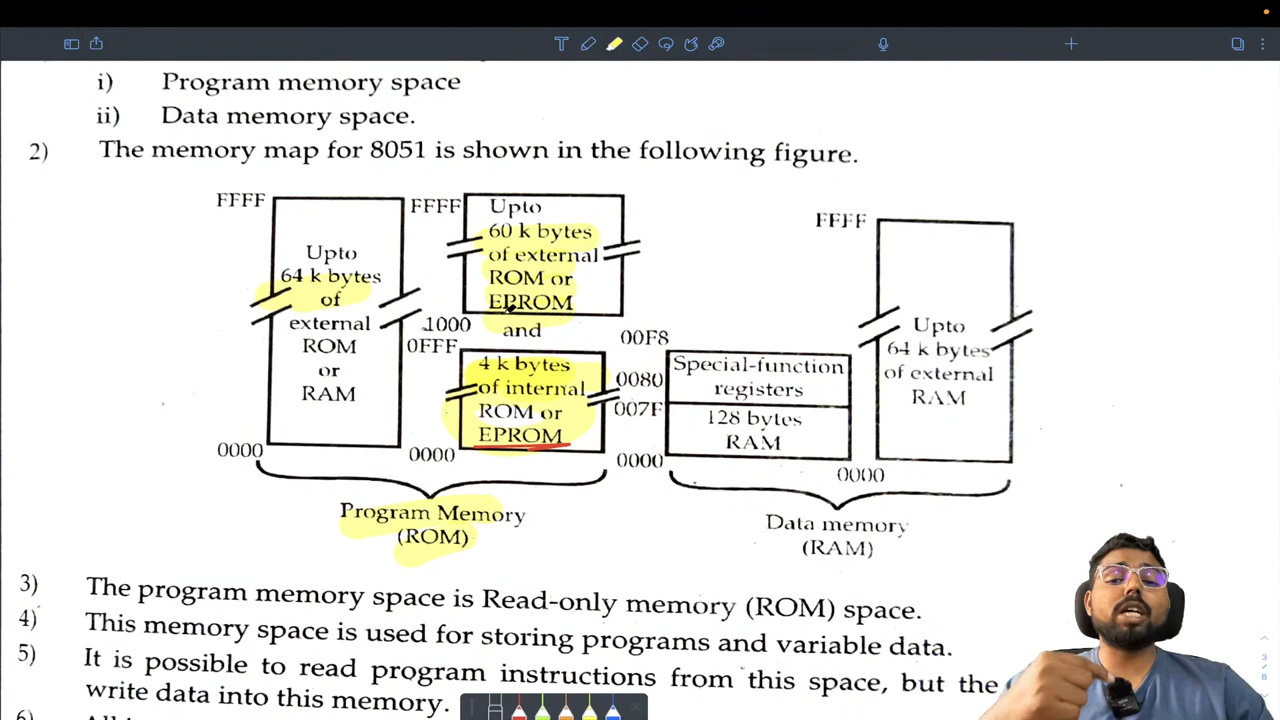 i) Program memory space
ii) Data memory space.
2) The memory map for 8051 is shown in the following figure.
FFFF
Upto
64 k bytes
of
external
ROM
or
RAM
0000
FFFF
Upto
60 k bytes
of external
ROM or
EPROM
1000
and
0FFF
4 k bytes
of internal
ROM or
EPROM
0000
Program Memory
(ROM)
00F8
0080
Special-function
registers
007F
128 bytes
RAM
0000
FFFF
Upto
64 k bytes
of external
RAM
0000
Data memory
(RAM)
3) The program memory space is Read-only memory (ROM) space.
4) This memory space is used for storing programs and variable data.
5) It is possible to read program instructions from this space, but the
write data into this memory.
3
/
8